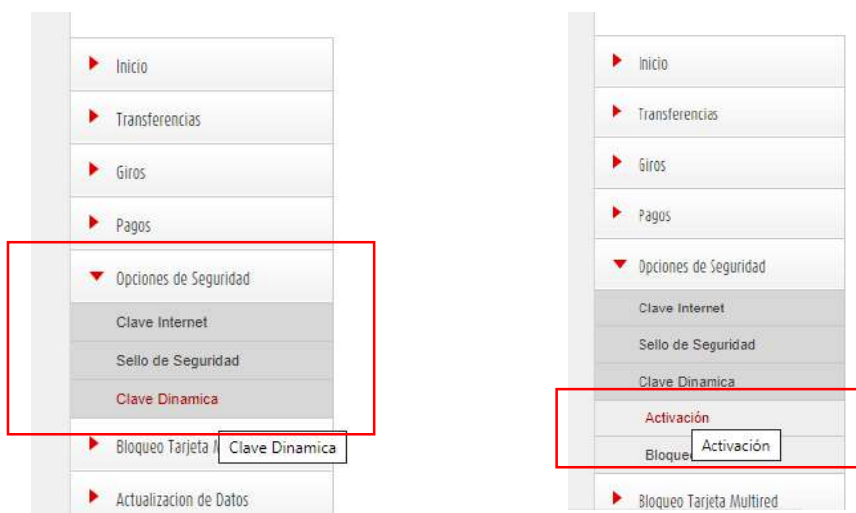 Inicio
Transferencias
Giros
Pagos
Opciones de Seguridad
Clave Internet
Sello de Seguridad
Clave Dinamica
Bloqueo Tarjeta
Clave Dinamica
Actualizacion de Datos
Inicio
Transferencias
Giros
Pagos
Opciones de Seguridad
Clave Internet
Sello de Seguridad
Clave Dinamica
Activación
Activación
Bloque
Bloqueo Tarjeta Multired